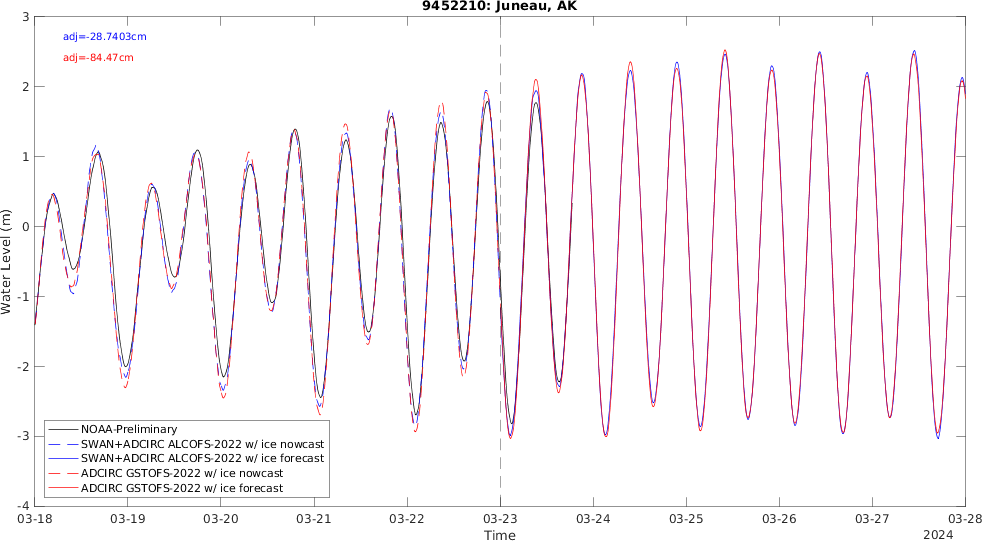 9452210: Juneau, AK
adj=-28.7403cm
adj=-84.47cm
Water Level (m)
3
2
1
0
-1
-2
-3
-4
NOAA-Preliminary
SWAN+ADCIRC ALCOFS-2022 w/ ice nowcast
SWAN+ADCIRC ALCOFS-2022 w/ ice forecast
ADCIRC GSTOFS-2022 w/ ice nowcast
ADCIRC GSTOFS-2022 w/ ice forecast
03-18 03-19 03-20 03-21 03-22 03-23 03-24 03-25 03-26 03-27 03-28
Time
2024